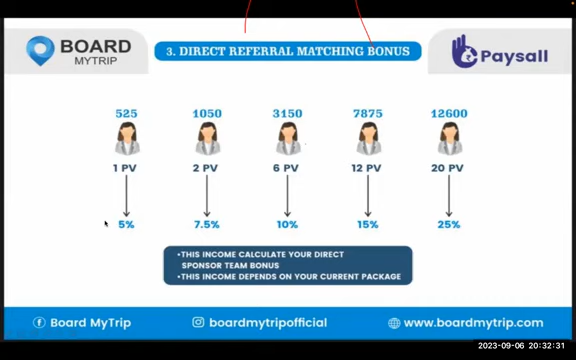 BOARD
MYTRIP
3. DIRECT REFERRAL MATCHING BONUS
Paysall
525 1050 3150 7875 12600
1 PV 2 PV 6 PV 12 PV 20 PV
5% 7.5% 10% 15% 25%
•THIS INCOME CALCULATE YOUR DIRECT
SPONSOR TEAM BONUS
•THIS INCOME DEPENDS ON YOUR CURRENT PACKAGE
Board MyTrip boardmytripofficial www.boardmytrip.com
2023-09-06 20:32:31